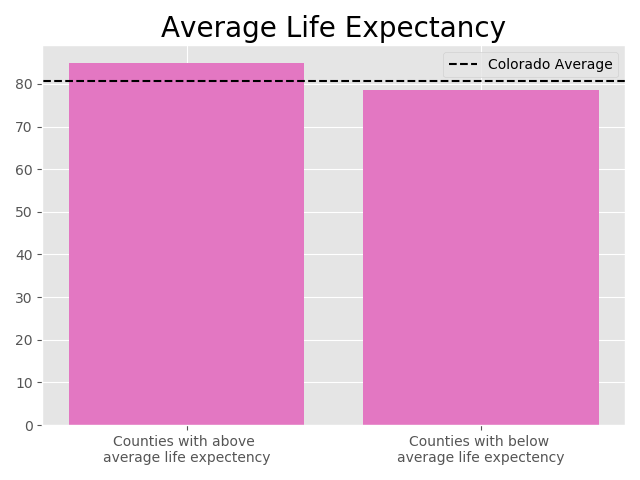 Average Life Expectancy
Colorado Average
80
70
60
50
40
30
20
10
0
Counties with above
average life expectency
Counties with below
average life expectency